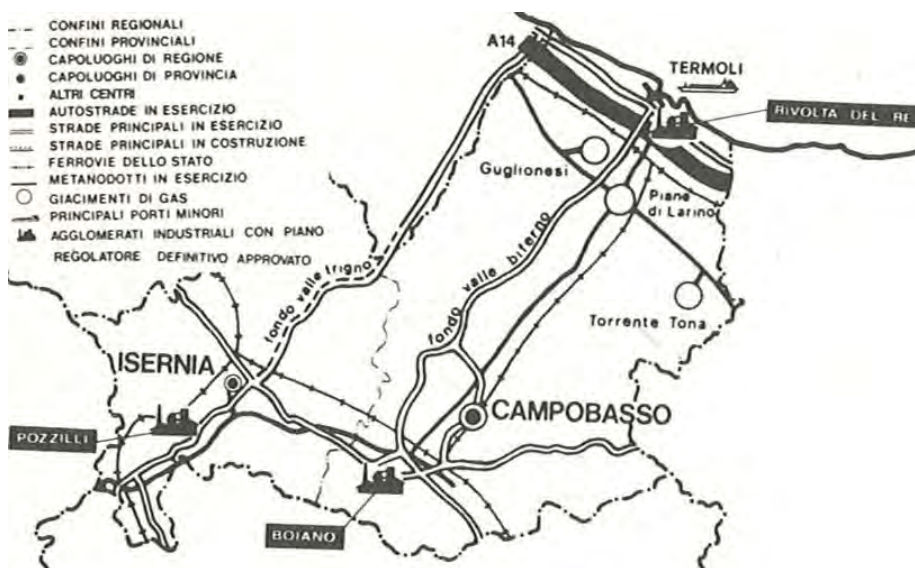 CONFINI REGIONALI
CONFINI PROVINCIALI
CAPOLUOGHI DI REGIONE
CAPOLUOGHI DI PROVINCIA
ALTRI CENTRI
AUTOSTRADE IN ESERCIZIO
STRADE PRINCIPALI IN ESERCIZIO
STRADE PRINCIPALI IN COSTRUZIONE
FERROVIE DELLO STATO
METANODOTTI IN ESERCIZIO
GIACIMENTI DI GAS
PRINCIPALI PORTI MINORI
AGGLOMERATI INDUSTRIALI CON PIANO
REGOLATORE DEFINITIVO APPROVATO
A14
TERMOLI
RIVOLTA DEL RE
Guglionesi
Piane
di Larino
fondo valle trigno
fondo valle biferno
Torrente Tona
ISERNIA
CAMPOBASSO
POZZILLI
BOIANO